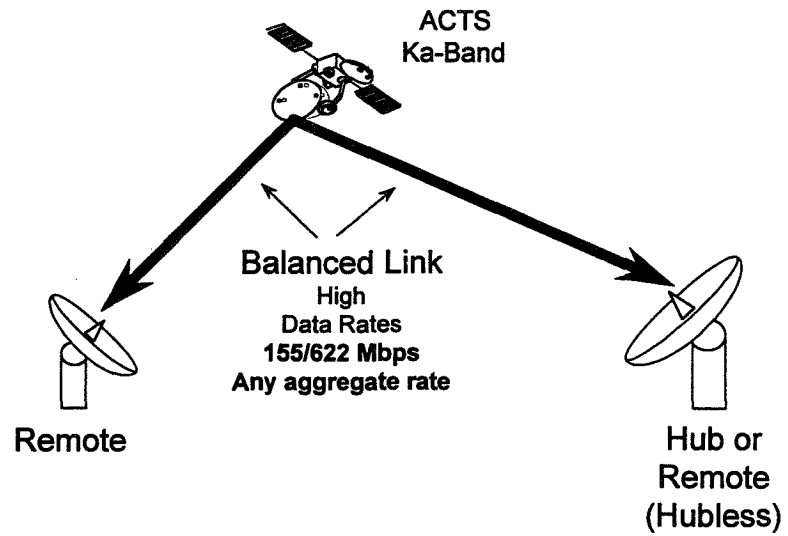 ACTS
Ka-Band
Balanced Link
High
Data Rates
155/622 Mbps
Any aggregate rate
Remote
Hub or
Remote
(Hubless)